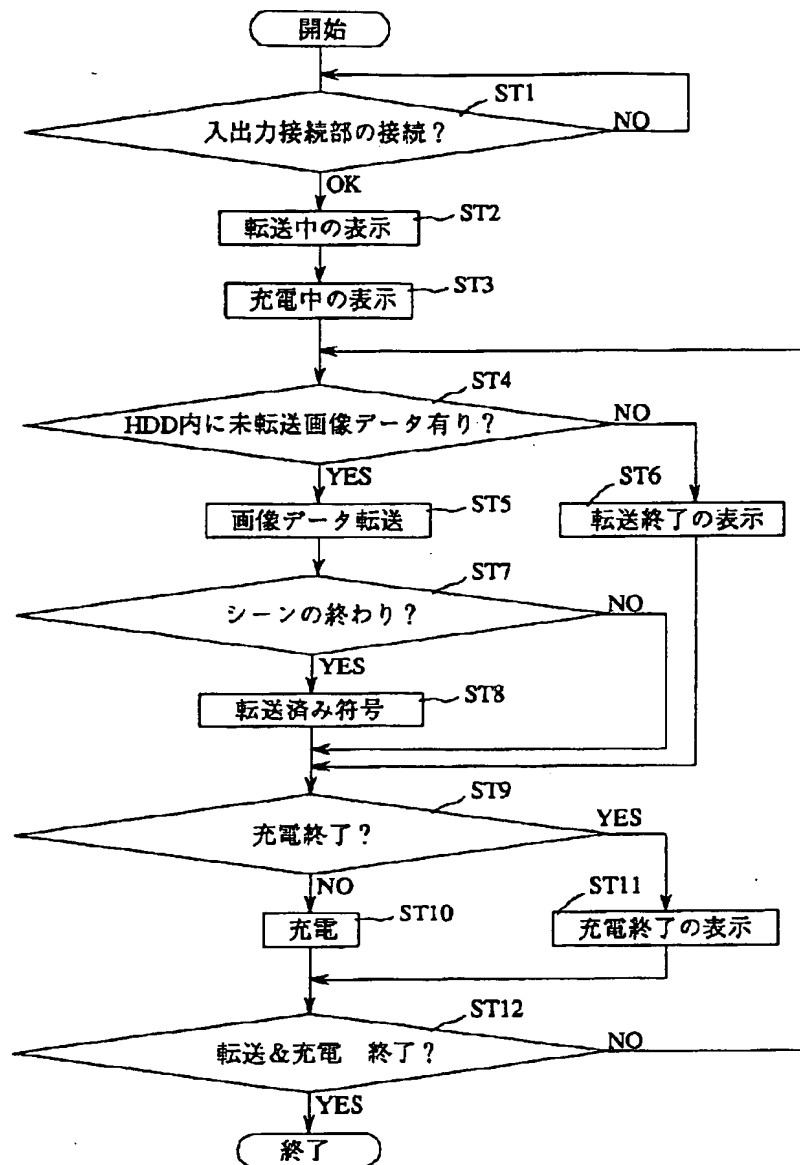 開始
ST1
入出力接続部の接続？
NO
OK
転送中の表示
ST2
充電中の表示
ST3
ST4
HDD内に未転送画像データ有り？
NO
YES
画像データ転送
ST5
ST6
転送終了の表示
ST7
シーンの終わり？
NO
YES
転送済み符号
ST8
ST9
充電終了？
YES
NO
充電
ST10
ST11
充電終了の表示
ST12
転送&充電　終了？
NO
YES
終了